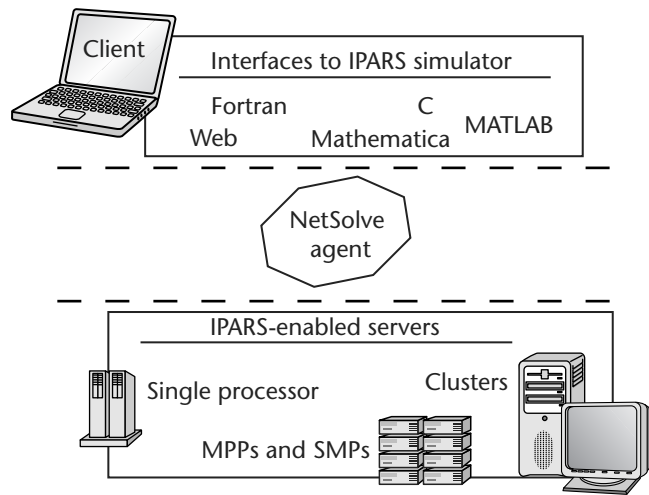 Client
Interfaces to IPARS simulator
Fortran C
Web Mathematica MATLAB
NetSolve
agent
IPARS-enabled servers
Single processor Clusters
MPPs and SMPs